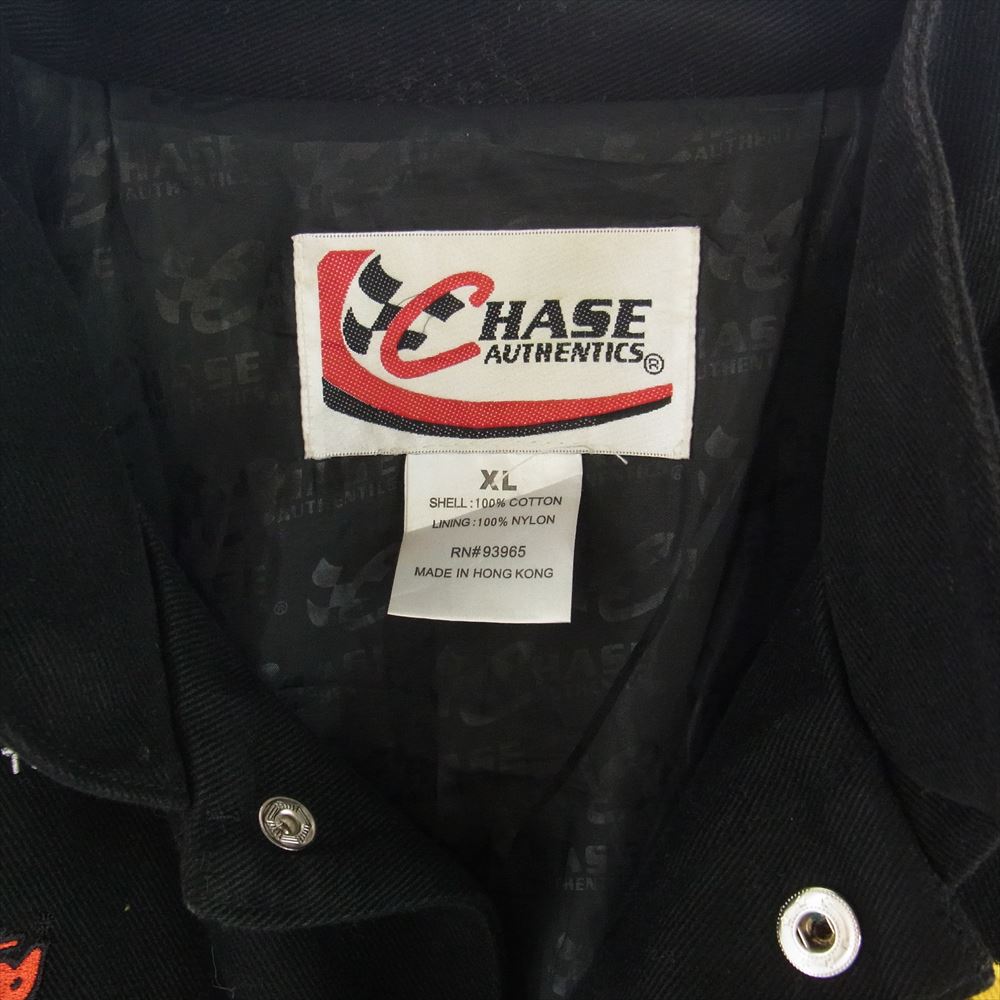 CHASE
AUTHENTICS®
XL
SHELL : 100% COTTON
LINING : 100% NYLON
RN# 93965
MADE IN HONG KONG